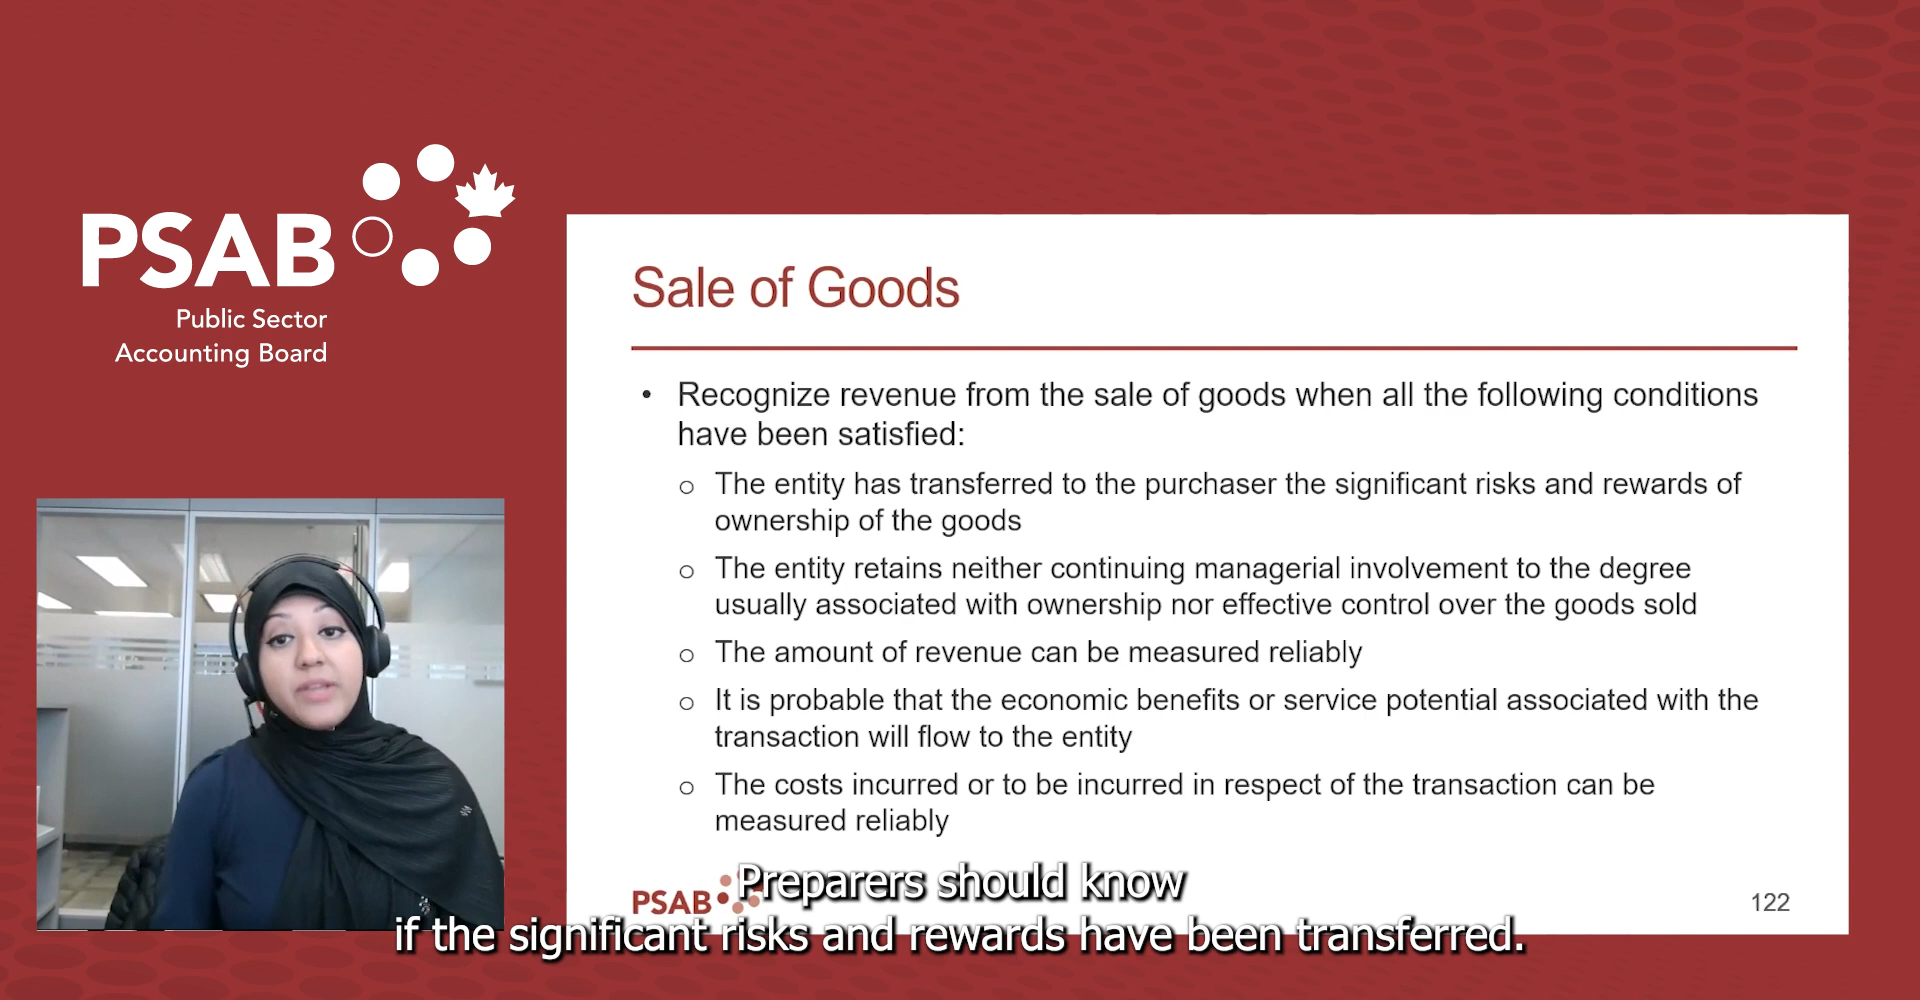 PSAB
Public Sector
Accounting Board
Sale of Goods
• Recognize revenue from the sale of goods when all the following conditions
have been satisfied:
o The entity has transferred to the purchaser the significant risks and rewards of
ownership of the goods
o The entity retains neither continuing managerial involvement to the degree
usually associated with ownership nor effective control over the goods sold
o The amount of revenue can be measured reliably
o It is probable that the economic benefits or service potential associated with the
transaction will flow to the entity
o The costs incurred or to be incurred in respect of the transaction can be
measured reliably
PSAB
122
Preparers should know
if the significant risks and rewards have been transferred.